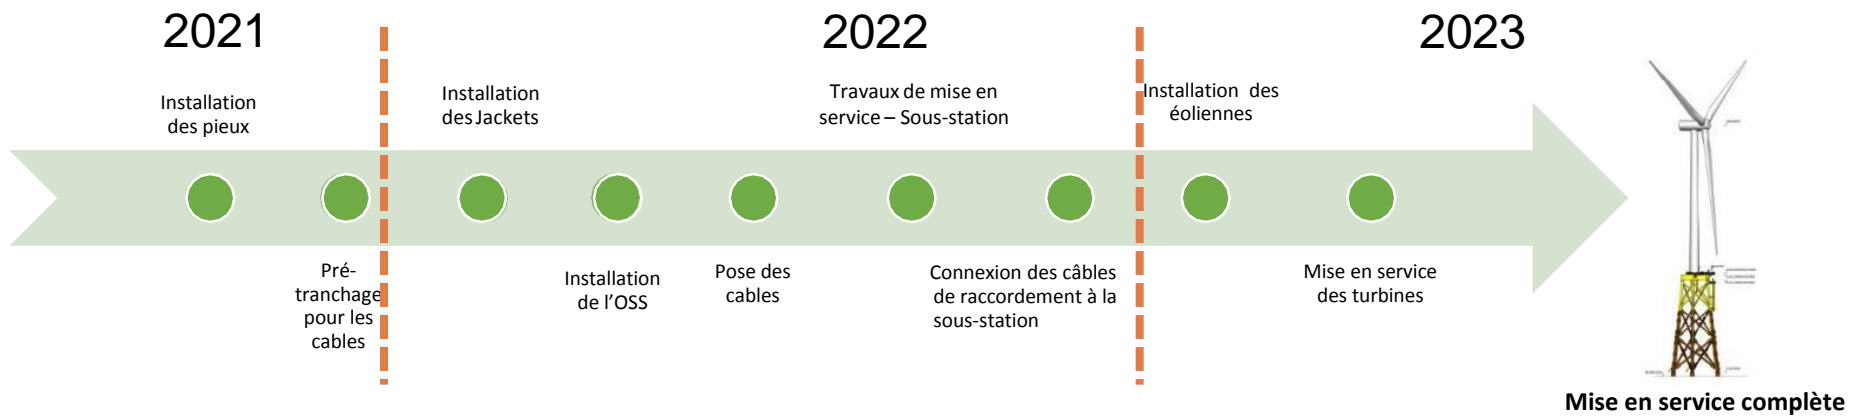 2021
2022
2023
Installation
des pieux
Installation
des Jackets
Travaux de mise en
service – Sous-station
Installation des
éoliennes
Pré-
tranchage
pour les
cables
Installation
de l’OSS
Pose des
cables
Connexion des câbles
de raccordement à la
sous-station
Mise en service
des turbines
Mise en service complète